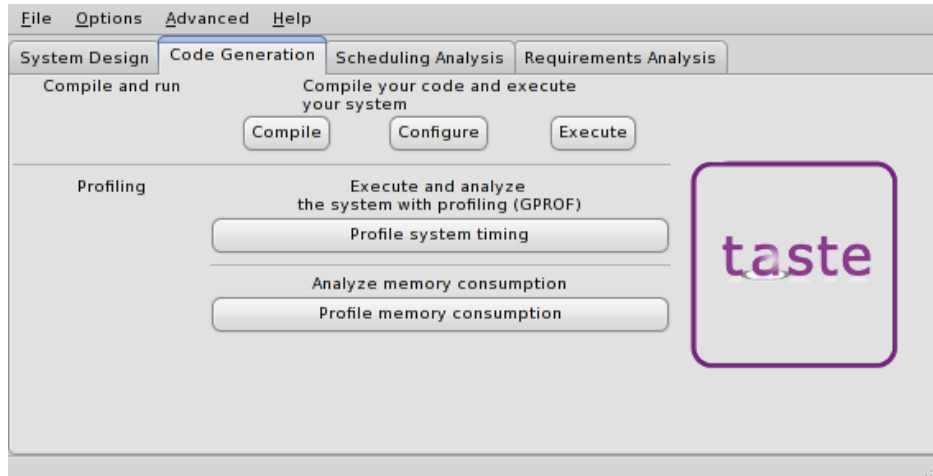 File Options Advanced Help
System Design Code Generation Scheduling Analysis Requirements Analysis
Compile and run
Compile your code and execute
your system
Compile Configure Execute
Profiling
Execute and analyze
the system with profiling (GPROF)
Profile system timing
taste
Analyze memory consumption
Profile memory consumption